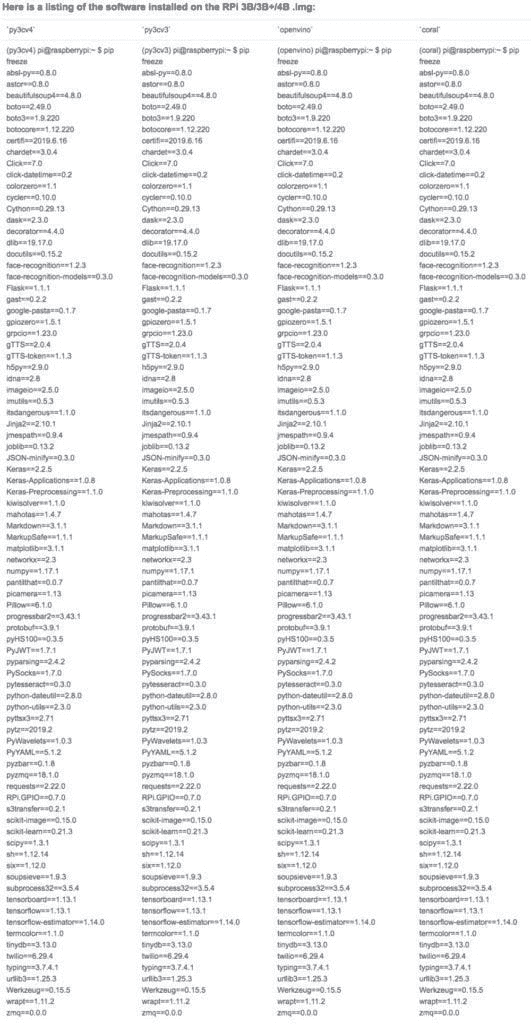 Here is a listing of the software installed on the RPi 3B/3B+/4B .img:
`py3cv4` `py3cv3` `openvino` `coral`
(py3cv4) pi@raspberrypi:~ $ pip (py3cv3) pi@raspberrypi:~ $ pip (openvino) pi@raspberrypi:~ $ pip (coral) pi@raspberrypi:~ $ pip
freeze freeze freeze freeze
absl-py==0.8.0 absl-py==0.8.0 absl-py==0.8.0 absl-py==0.8.0
astor==0.8.0 astor==0.8.0 astor==0.8.0 astor==0.8.0
beautifulsoup4==4.8.0 beautifulsoup4==4.8.0 beautifulsoup4==4.8.0 beautifulsoup4==4.8.0
boto==2.49.0 boto==2.49.0 boto==2.49.0 boto==2.49.0
boto3==1.9.220 boto3==1.9.220 boto3==1.9.220 boto3==1.9.220
botocore==1.12.220 botocore==1.12.220 botocore==1.12.220 botocore==1.12.220
certifi==2019.6.16 certifi==2019.6.16 certifi==2019.6.16 certifi==2019.6.16
chardet==3.0.4 chardet==3.0.4 chardet==3.0.4 chardet==3.0.4
Click==7.0 Click==7.0 Click==7.0 Click==7.0
click-datetime==0.2 click-datetime==0.2 click-datetime==0.2 click-datetime==0.2
colorzero==1.1 colorzero==1.1 colorzero==1.1 colorzero==1.1
cycler==0.10.0 cycler==0.10.0 cycler==0.10.0 cycler==0.10.0
Cython==0.29.13 Cython==0.29.13 Cython==0.29.13 Cython==0.29.13
dask==2.3.0 dask==2.3.0 dask==2.3.0 dask==2.3.0
decorator==4.4.0 decorator==4.4.0 decorator==4.4.0 decorator==4.4.0
dlib==19.17.0 dlib==19.17.0 dlib==19.17.0 dlib==19.17.0
docutils==0.15.2 docutils==0.15.2 docutils==0.15.2 docutils==0.15.2
face-recognition==1.2.3 face-recognition==1.2.3 face-recognition==1.2.3 face-recognition==1.2.3
face-recognition-models==0.3.0 face-recognition-models==0.3.0 face-recognition-models==0.3.0 face-recognition-models==0.3.0
Flask==1.1.1 Flask==1.1.1 Flask==1.1.1 Flask==1.1.1
gast==0.2.2 gast==0.2.2 gast==0.2.2 gast==0.2.2
google-pasta==0.1.7 google-pasta==0.1.7 google-pasta==0.1.7 google-pasta==0.1.7
gpiozero==1.5.1 gpiozero==1.5.1 gpiozero==1.5.1 gpiozero==1.5.1
grpcio==1.23.0 grpcio==1.23.0 grpcio==1.23.0 grpcio==1.23.0
gTTS==2.0.4 gTTS==2.0.4 gTTS==2.0.4 gTTS==2.0.4
gTTS-token==1.1.3 gTTS-token==1.1.3 gTTS-token==1.1.3 gTTS-token==1.1.3
h5py==2.9.0 h5py==2.9.0 h5py==2.9.0 h5py==2.9.0
idna==2.8 idna==2.8 idna==2.8 idna==2.8
imageio==2.5.0 imageio==2.5.0 imageio==2.5.0 imageio==2.5.0
imutils==0.5.3 imutils==0.5.3 imutils==0.5.3 imutils==0.5.3
itsdangerous==1.1.0 itsdangerous==1.1.0 itsdangerous==1.1.0 itsdangerous==1.1.0
Jinja2==2.10.1 Jinja2==2.10.1 Jinja2==2.10.1 Jinja2==2.10.1
jmespath==0.9.4 jmespath==0.9.4 jmespath==0.9.4 jmespath==0.9.4
joblib==0.13.2 joblib==0.13.2 joblib==0.13.2 joblib==0.13.2
JSON-minify==0.3.0 JSON-minify==0.3.0 JSON-minify==0.3.0 JSON-minify==0.3.0
Keras==2.2.5 Keras==2.2.5 Keras==2.2.5 Keras==2.2.5
Keras-Applications==1.0.8 Keras-Applications==1.0.8 Keras-Applications==1.0.8 Keras-Applications==1.0.8
Keras-Preprocessing==1.1.0 Keras-Preprocessing==1.1.0 Keras-Preprocessing==1.1.0 Keras-Preprocessing==1.1.0
kiwisolver==1.1.0 kiwisolver==1.1.0 kiwisolver==1.1.0 kiwisolver==1.1.0
mahotas==1.4.7 mahotas==1.4.7 mahotas==1.4.7 mahotas==1.4.7
Markdown==3.1.1 Markdown==3.1.1 Markdown==3.1.1 Markdown==3.1.1
MarkupSafe==1.1.1 MarkupSafe==1.1.1 MarkupSafe==1.1.1 MarkupSafe==1.1.1
matplotlib==3.1.1 matplotlib==3.1.1 matplotlib==3.1.1 matplotlib==3.1.1
networkx==2.3 networkx==2.3 networkx==2.3 networkx==2.3
numpy==1.17.1 numpy==1.17.1 numpy==1.17.1 numpy==1.17.1
pantilthat==0.0.7 pantilthat==0.0.7 pantilthat==0.0.7 pantilthat==0.0.7
picamera==1.13 picamera==1.13 picamera==1.13 picamera==1.13
Pillow==6.1.0 Pillow==6.1.0 Pillow==6.1.0 Pillow==6.1.0
progressbar2==3.43.1 progressbar2==3.43.1 progressbar2==3.43.1 progressbar2==3.43.1
protobuf==3.9.1 protobuf==3.9.1 protobuf==3.9.1 protobuf==3.9.1
pyHS100==0.3.5 pyHS100==0.3.5 pyHS100==0.3.5 pyHS100==0.3.5
PyJWT==1.7.1 PyJWT==1.7.1 PyJWT==1.7.1 PyJWT==1.7.1
pyparsing==2.4.2 pyparsing==2.4.2 pyparsing==2.4.2 pyparsing==2.4.2
PySocks==1.7.0 PySocks==1.7.0 PySocks==1.7.0 PySocks==1.7.0
pytesseract==0.3.0 pytesseract==0.3.0 pytesseract==0.3.0 pytesseract==0.3.0
python-dateutil==2.8.0 python-dateutil==2.8.0 python-dateutil==2.8.0 python-dateutil==2.8.0
python-utils==2.3.0 python-utils==2.3.0 python-utils==2.3.0 python-utils==2.3.0
pyttsx3==2.71 pyttsx3==2.71 pyttsx3==2.71 pyttsx3==2.71
pytz==2019.2 pytz==2019.2 pytz==2019.2 pytz==2019.2
PyWavelets==1.0.3 PyWavelets==1.0.3 PyWavelets==1.0.3 PyWavelets==1.0.3
PyYAML==5.1.2 PyYAML==5.1.2 PyYAML==5.1.2 PyYAML==5.1.2
pyzbar==0.1.8 pyzbar==0.1.8 pyzbar==0.1.8 pyzbar==0.1.8
pyzmq==18.1.0 pyzmq==18.1.0 pyzmq==18.1.0 pyzmq==18.1.0
requests==2.22.0 requests==2.22.0 requests==2.22.0 requests==2.22.0
RPi.GPIO==0.7.0 RPi.GPIO==0.7.0 RPi.GPIO==0.7.0 RPi.GPIO==0.7.0
s3transfer==0.2.1 s3transfer==0.2.1 s3transfer==0.2.1 s3transfer==0.2.1
scikit-image==0.15.0 scikit-image==0.15.0 scikit-image==0.15.0 scikit-image==0.15.0
scikit-learn==0.21.3 scikit-learn==0.21.3 scikit-learn==0.21.3 scikit-learn==0.21.3
scipy==1.3.1 scipy==1.3.1 scipy==1.3.1 scipy==1.3.1
sh==1.12.14 sh==1.12.14 sh==1.12.14 sh==1.12.14
six==1.12.0 six==1.12.0 six==1.12.0 six==1.12.0
soupsieve==1.9.3 soupsieve==1.9.3 soupsieve==1.9.3 soupsieve==1.9.3
subprocess32==3.5.4 subprocess32==3.5.4 subprocess32==3.5.4 subprocess32==3.5.4
tensorboard==1.13.1 tensorboard==1.13.1 tensorboard==1.13.1 tensorboard==1.13.1
tensorflow==1.13.1 tensorflow==1.13.1 tensorflow==1.13.1 tensorflow==1.13.1
tensorflow-estimator==1.14.0 tensorflow-estimator==1.14.0 tensorflow-estimator==1.14.0 tensorflow-estimator==1.14.0
termcolor==1.1.0 termcolor==1.1.0 termcolor==1.1.0 termcolor==1.1.0
tinydb==3.13.0 tinydb==3.13.0 tinydb==3.13.0 tinydb==3.13.0
twilio==6.29.4 twilio==6.29.4 twilio==6.29.4 twilio==6.29.4
typing==3.7.4.1 typing==3.7.4.1 typing==3.7.4.1 typing==3.7.4.1
urllib3==1.25.3 urllib3==1.25.3 urllib3==1.25.3 urllib3==1.25.3
Werkzeug==0.15.5 Werkzeug==0.15.5 Werkzeug==0.15.5 Werkzeug==0.15.5
wrapt==1.11.2 wrapt==1.11.2 wrapt==1.11.2 wrapt==1.11.2
zmq==0.0.0 zmq==0.0.0 zmq==0.0.0 zmq==0.0.0